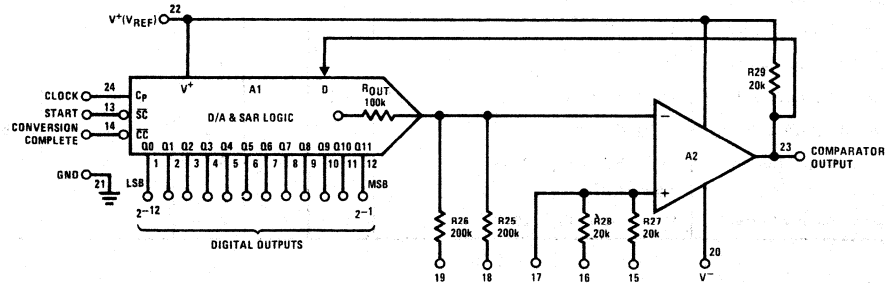 22
V+(VREF)
R29
20k
24
CLOCK
CP
V+
A1
D
ROUT
100k
START
13
SC
D/A & SAR LOGIC
CONVERSION
COMPLETE
14
CC
−
A2
23
COMPARATOR
OUTPUT
Q0 Q1 Q2 Q3 Q4 Q5 Q6 Q7 Q8 Q9 Q10 Q11
1 2 3 4 5 6 7 8 9 10 11 12
GND
21
LSB
MSB
+
2-12
2-1
R26
200k
R25
200k
R28
20k
R27
20k
20
DIGITAL OUTPUTS
19
18
17
16
15
V−